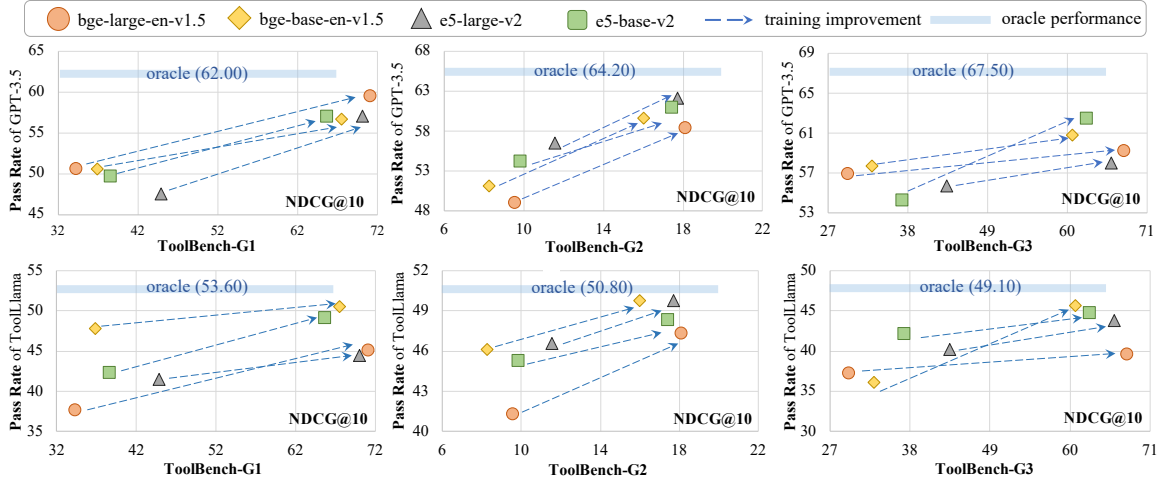 bge-large-en-v1.5 bge-base-en-v1.5 e5-large-v2 e5-base-v2 training improvement oracle performance
Pass Rate of GPT-3.5
65
60
55
50
45
oracle (62.00)
NDCG@10
32 42 52 62 72
ToolBench-G1
Pass Rate of GPT-3.5
68
63
58
53
48
oracle (64.20)
NDCG@10
6 10 14 18 22
ToolBench-G2
Pass Rate of GPT-3.5
69
65
61
57
53
oracle (67.50)
NDCG@10
27 38 49 60 71
ToolBench-G3
Pass Rate of ToolLlama
55
50
45
40
35
oracle (53.60)
NDCG@10
32 42 52 62 72
ToolBench-G1
Pass Rate of ToolLlama
52
49
46
43
40
oracle (50.80)
NDCG@10
6 10 14 18 22
ToolBench-G2
Pass Rate of ToolLlama
50
45
40
35
30
oracle (49.10)
NDCG@10
27 38 49 60 71
ToolBench-G3